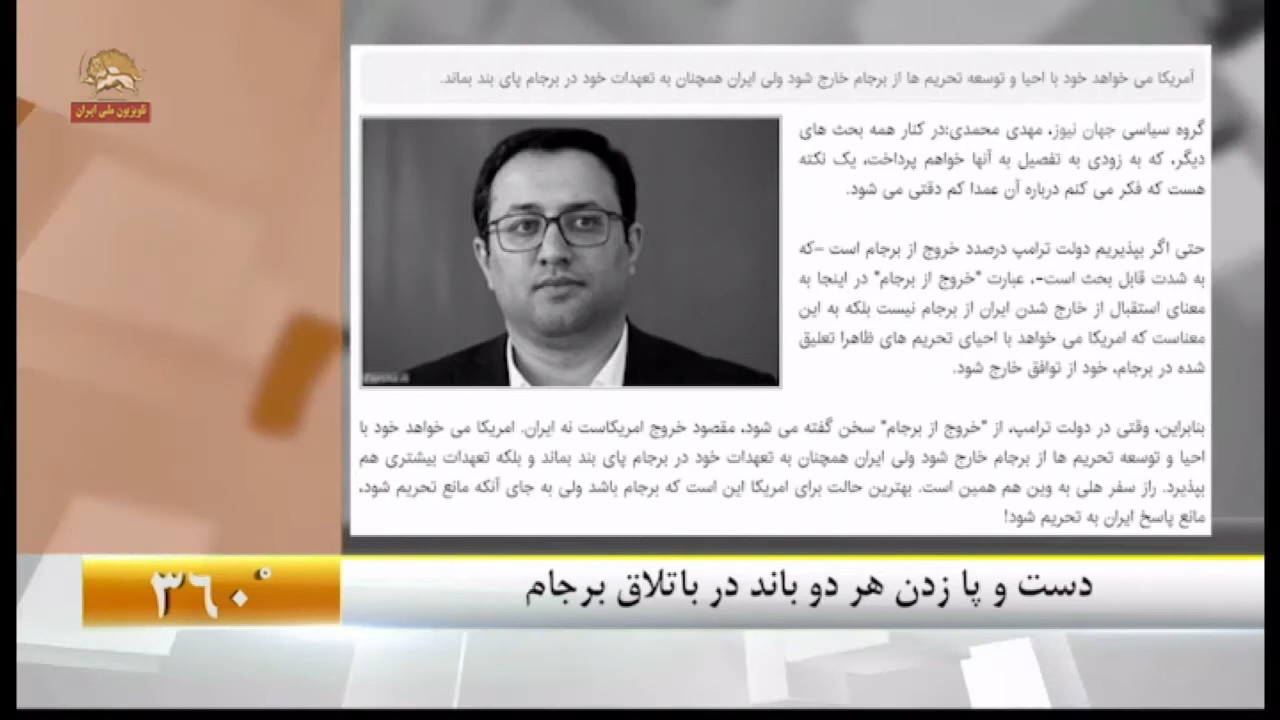 تلویزیون ملی ایران
آمریکا می خواهد خود با احیا و توسعه تحریم ها از برجام خارج شود ولی ایران همچنان به تعهدات خود در برجام پای بند بماند.
گروه سیاسی جهان نیوز، مهدی محمدی:در کنار همه بحث های
دیگر، که به زودی به تفصیل به آنها خواهم پرداخت، یک نکته
هست که فکر می کنم درباره آن عمدا کم دقتی می شود.
حتی اگر بپذیریم دولت ترامپ درصدد خروج از برجام است –که
به شدت قابل بحث است-، عبارت "خروج از برجام" در اینجا به
معنای استقبال از خارج شدن ایران از برجام نیست بلکه به این
معناست که امریکا می خواهد با احیای تحریم های ظاهرا تعلیق
شده در برجام، خود از توافق خارج شود.
بنابراین، وقتی در دولت ترامپ، از "خروج از برجام" سخن گفته می شود، مقصود خروج امریکاست نه ایران. امریکا می خواهد خود با
احیا و توسعه تحریم ها از برجام خارج شود ولی ایران همچنان به تعهدات خود در برجام پای بند بماند و بلکه تعهدات بیشتری هم
بپذیرد. راز سفر هلی به وین هم همین است. بهترین حالت برای امریکا این است که برجام باشد ولی به جای آنکه مانع تحریم شود،
مانع پاسخ ایران به تحریم شود!
دست و پا زدن هر دو باند در باتلاق برجام
۳۶۰°